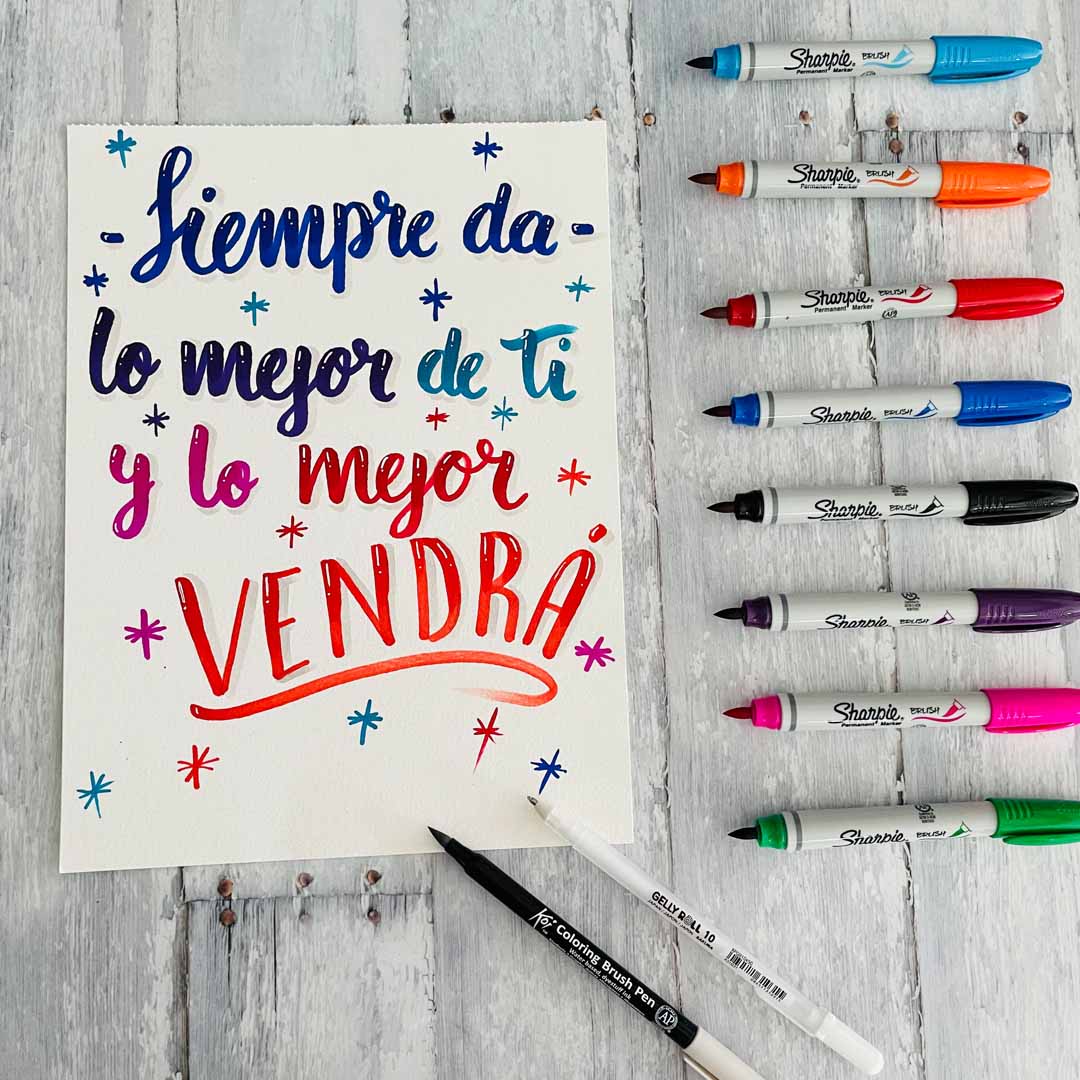 - Siempre da -
lo mejor de ti
y lo mejor
VENDRÁ
Sharpie® BRUSH
Permanent Marker
Sharpie® BRUSH
Permanent Marker
Sharpie® BRUSH
Permanent Marker
AP
Sharpie® BRUSH
Sharpie® BRUSH
Sharpie® BRUSH
Sharpie® BRUSH
Permanent Marker
Sharpie® BRUSH
GELLY ROLL 10
Koi Coloring Brush Pen
Water based, dyestuff ink
AP